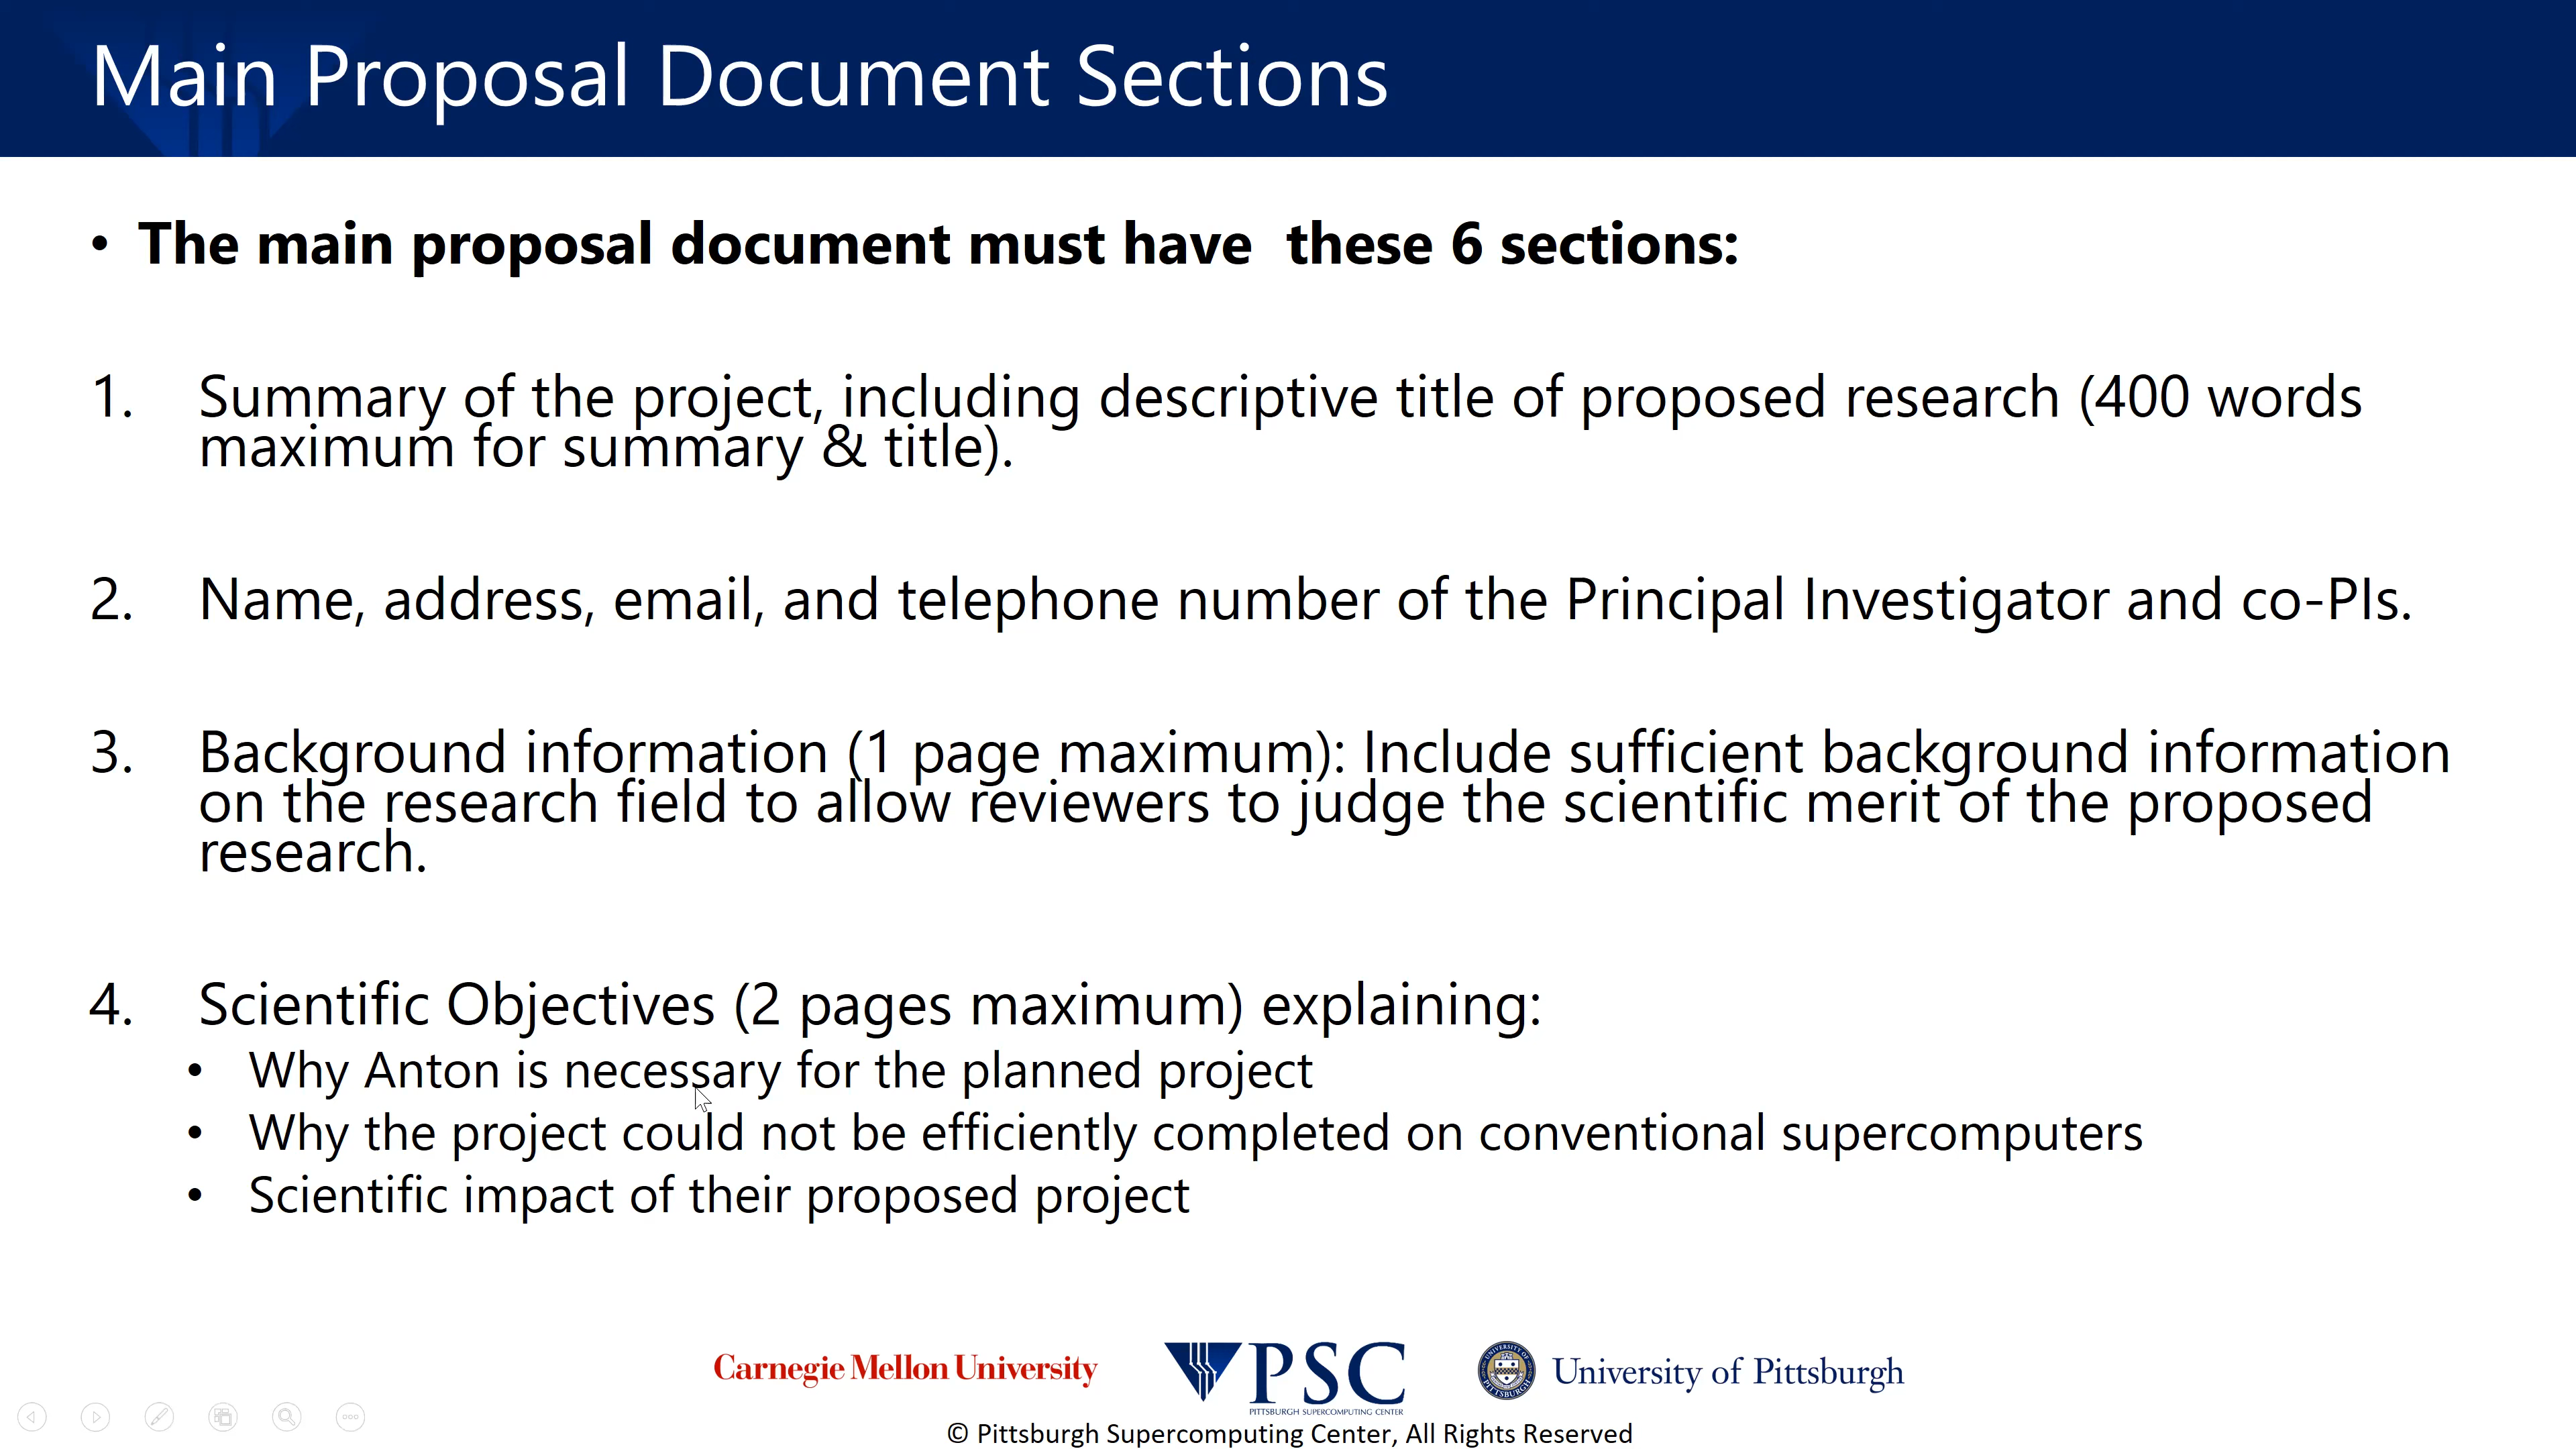 Main Proposal Document Sections
• The main proposal document must have  these 6 sections:
1. Summary of the project, including descriptive title of proposed research (400 words
maximum for summary & title).
2. Name, address, email, and telephone number of the Principal Investigator and co-PIs.
3. Background information (1 page maximum): Include sufficient background information
on the research field to allow reviewers to judge the scientific merit of the proposed
research.
4. Scientific Objectives (2 pages maximum) explaining:
• Why Anton is necessary for the planned project
• Why the project could not be efficiently completed on conventional supercomputers
• Scientific impact of their proposed project
Carnegie Mellon University
PSC
PITTSBURGH SUPERCOMPUTING CENTER
University of Pittsburgh
© Pittsburgh Supercomputing Center, All Rights Reserved